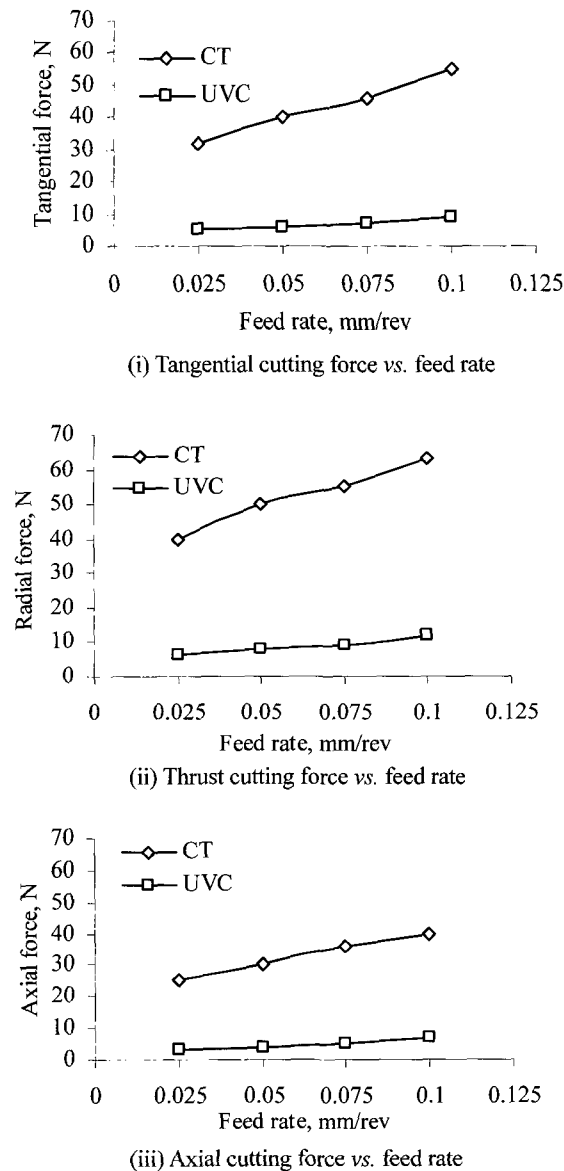 Tangential force, N
70
60
50
40
30
20
10
0
CT
UVC
0 0.025 0.05 0.075 0.1 0.125
Feed rate, mm/rev
(i) Tangential cutting force vs. feed rate
Radial force, N
70
60
50
40
30
20
10
0
CT
UVC
0 0.025 0.05 0.075 0.1 0.125
Feed rate, mm/rev
(ii) Thrust cutting force vs. feed rate
Axial force, N
70
60
50
40
30
20
10
0
CT
UVC
0 0.025 0.05 0.075 0.1 0.125
Feed rate, mm/rev
(iii) Axial cutting force vs. feed rate